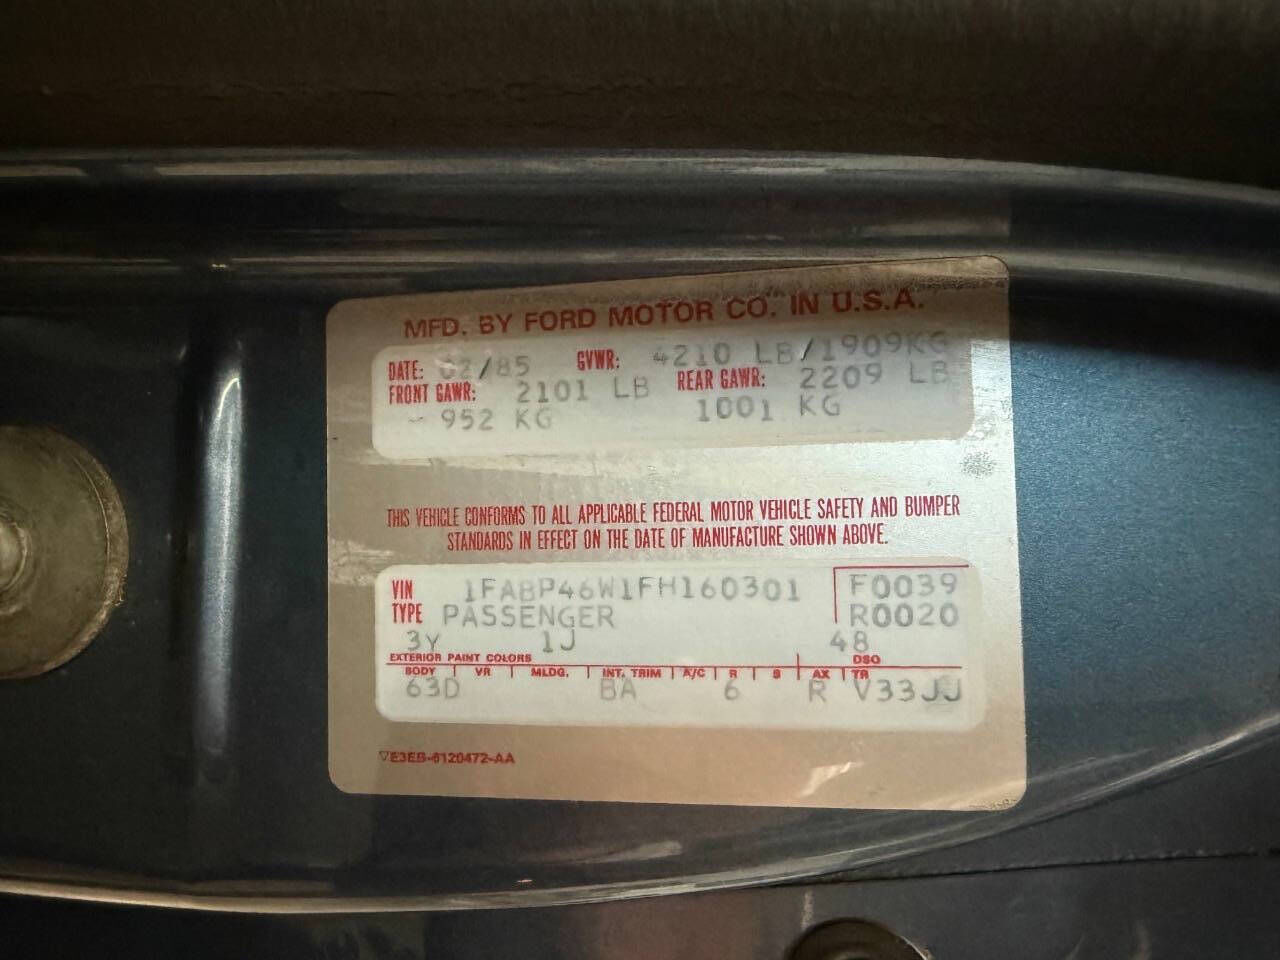 MFD. BY FORD MOTOR CO. IN U.S.A.
DATE: 02/85 GVWR: 4210 LB/1909KG
FRONT GAWR: 2101 LB REAR GAWR: 2209 LB
952 KG 1001 KG
THIS VEHICLE CONFORMS TO ALL APPLICABLE FEDERAL MOTOR VEHICLE SAFETY AND BUMPER
STANDARDS IN EFFECT ON THE DATE OF MANUFACTURE SHOWN ABOVE.
VIN 1FABP46W1FH160301 F0039
TYPE PASSENGER R0020
3Y 1J 48
EXTERIOR PAINT COLORS DSO
BODY VR MLDG. INT. TRIM A/C R S AX TR
63D BA 6 R V33JJ
E3EB-6120472-AA